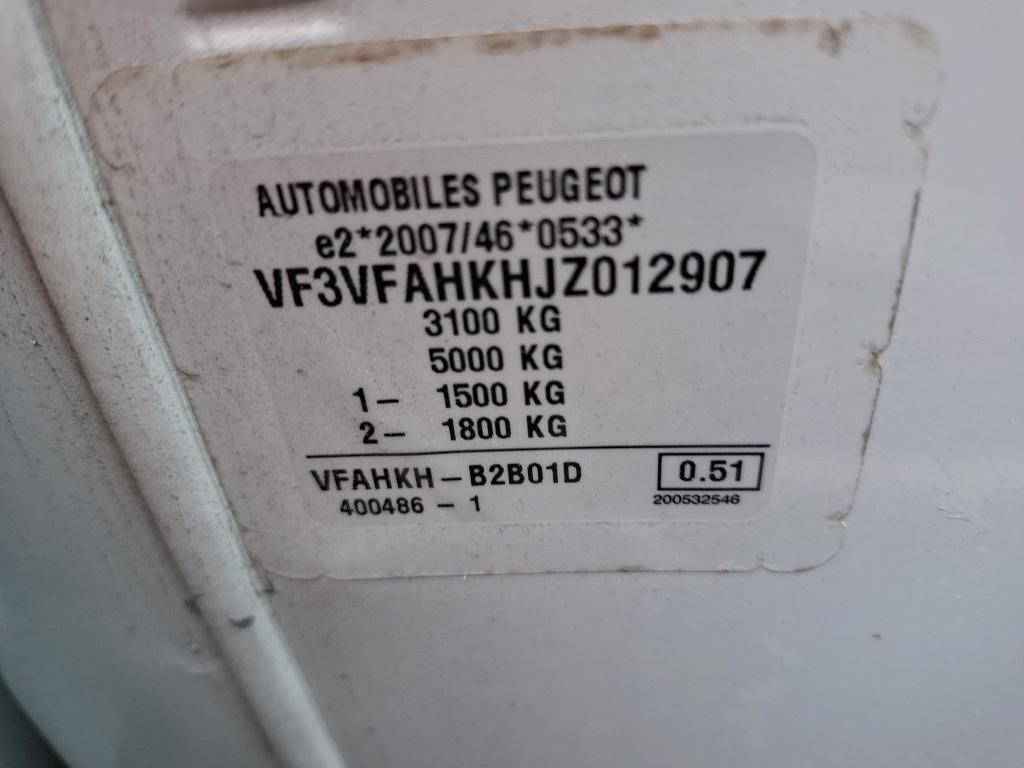 AUTOMOBILES PEUGEOT
e2*2007/46*0533*
VF3VFAHKHJZ012907
3100 KG
5000 KG
1- 1500 KG
2- 1800 KG
VFAHKH-B2B01D 0.51
400486-1 200532546